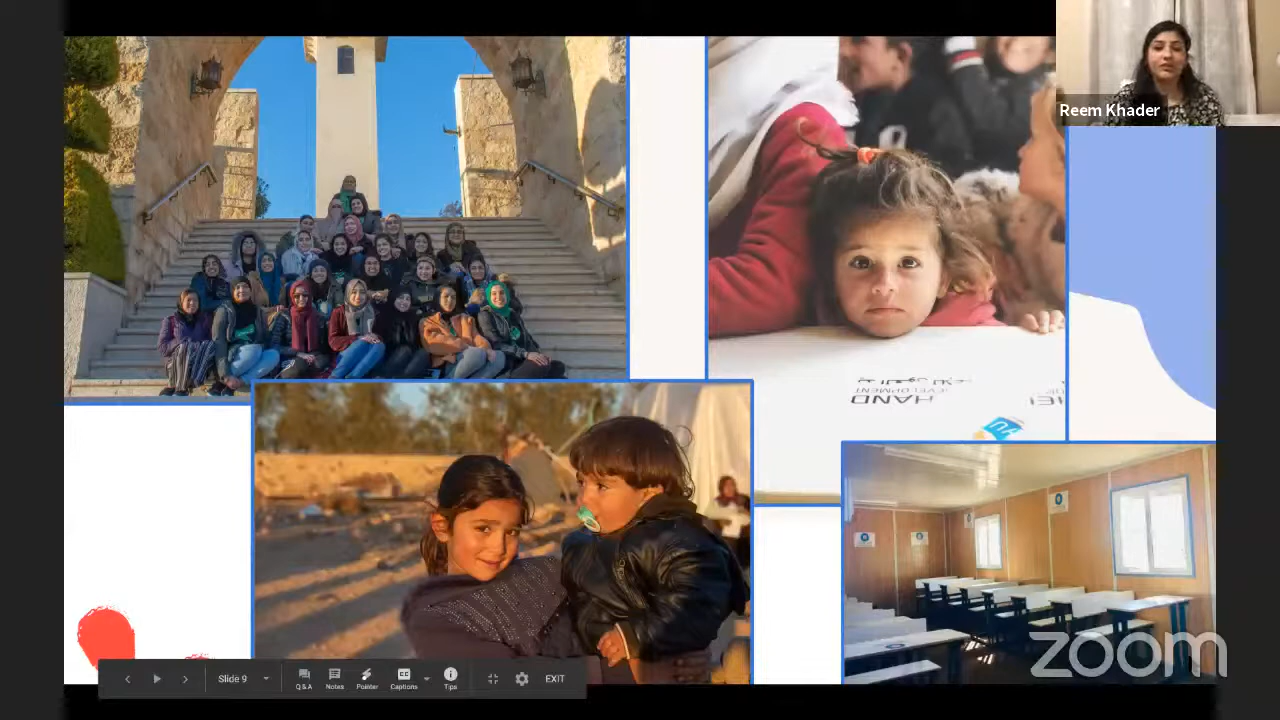 Reem Khader
HAND
Slide 9
Q&A
Notes
Pointer
Captions
Tips
EXIT
zoom